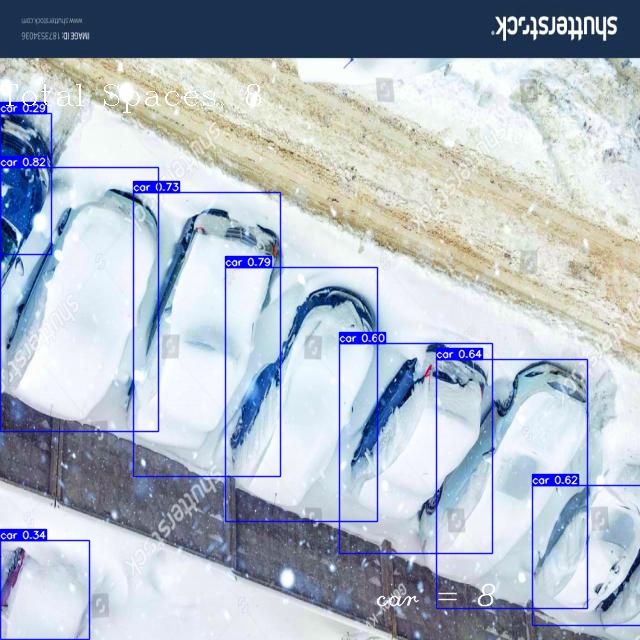 shutterstock
IMAGE ID: 1873534036
www.shutterstock.com
Total Spaces 8
car 0.29
car 0.82
car 0.73
car 0.79
car 0.60
car 0.64
car 0.62
car 0.34
car = 8
shutterstock
shutterstock
shutterstock
shutterstock